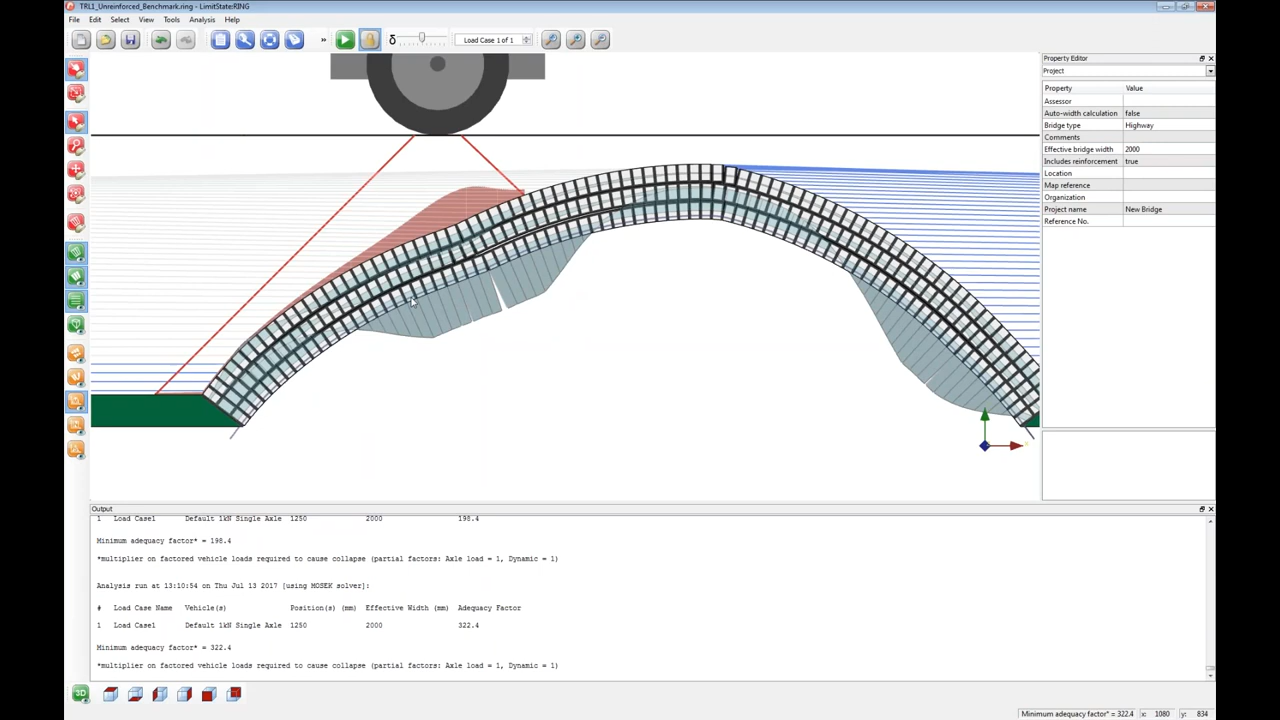 TRL1_Unreinforced_Benchmark.ring - LimitState:RING
File Edit Select View Tools Analysis Help
» δ Load Case 1 of 1
Property Editor
Project
Property Value
Assessor
Auto-width calculation false
Bridge type Highway
Comments
Effective bridge width 2000
Includes reinforcement true
Location
Map reference
Organization
Project name New Bridge
Reference No.
Output
1 Load Case1 Default 1kN Single Axle 1250 2000 198.4
Minimum adequacy factor* = 198.4
*multiplier on factored vehicle loads required to cause collapse (partial factors: Axle load = 1, Dynamic = 1)
Analysis run at 13:10:54 on Thu Jul 13 2017 [using MOSEK solver]:
# Load Case Name Vehicle(s) Position(s) (mm) Effective Width (mm) Adequacy Factor
1 Load Case1 Default 1kN Single Axle 1250 2000 322.4
Minimum adequacy factor* = 322.4
*multiplier on factored vehicle loads required to cause collapse (partial factors: Axle load = 1, Dynamic = 1)
3D
Minimum adequacy factor* = 322.4 x: 1080 y: 834